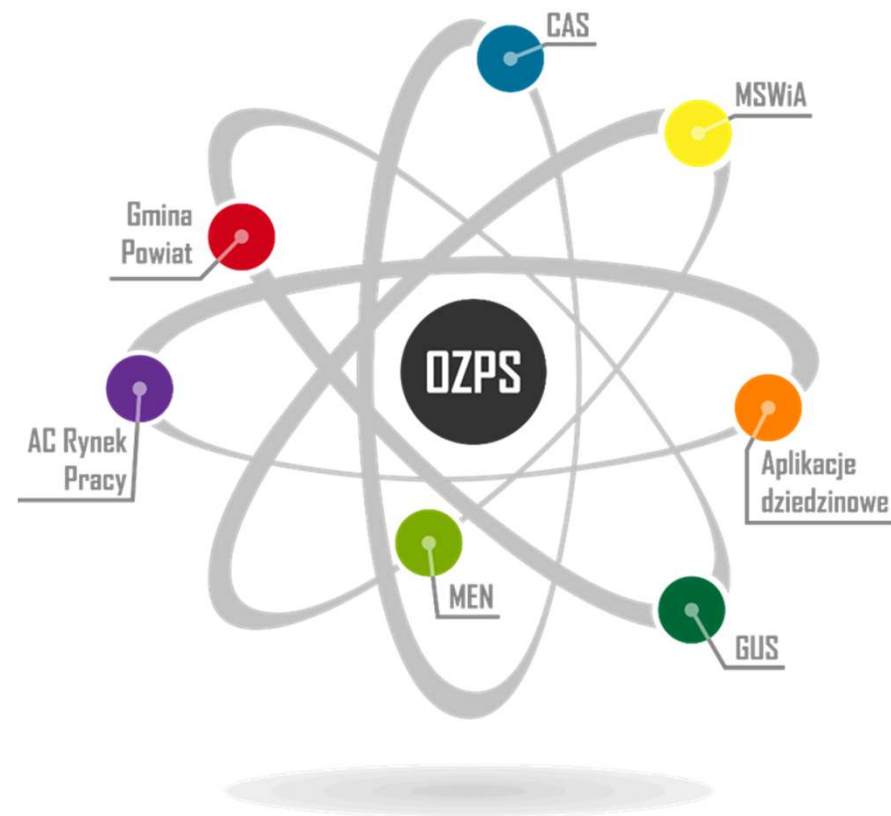 CAS
MSWiA
Gmina
Powiat
OZPS
AC Rynek
Pracy
Aplikacje
dziedzinowe
MEN
GUS